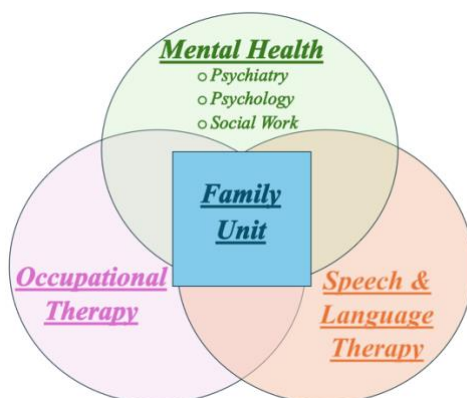 Mental Health
o Psychiatry
o Psychology
o Social Work
Family
Unit
Occupational
Therapy
Speech &
Language
Therapy